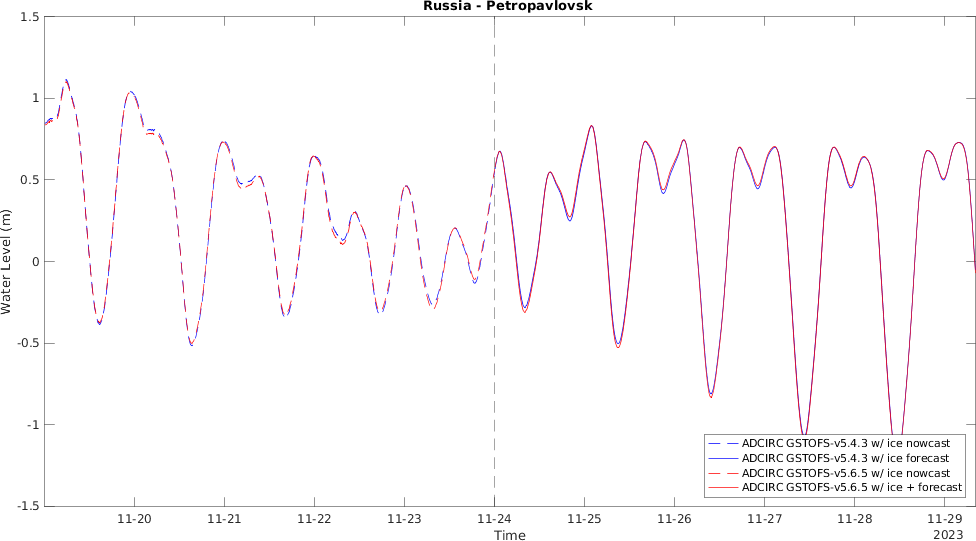 Russia - Petropavlovsk
1.5
1
0.5
0
-0.5
-1
-1.5
Water Level (m)
11-20 11-21 11-22 11-23 11-24 11-25 11-26 11-27 11-28 11-29
2023
Time
ADCIRC GSTOFS-v5.4.3 w/ ice nowcast
ADCIRC GSTOFS-v5.4.3 w/ ice forecast
ADCIRC GSTOFS-v5.6.5 w/ ice nowcast
ADCIRC GSTOFS-v5.6.5 w/ ice + forecast